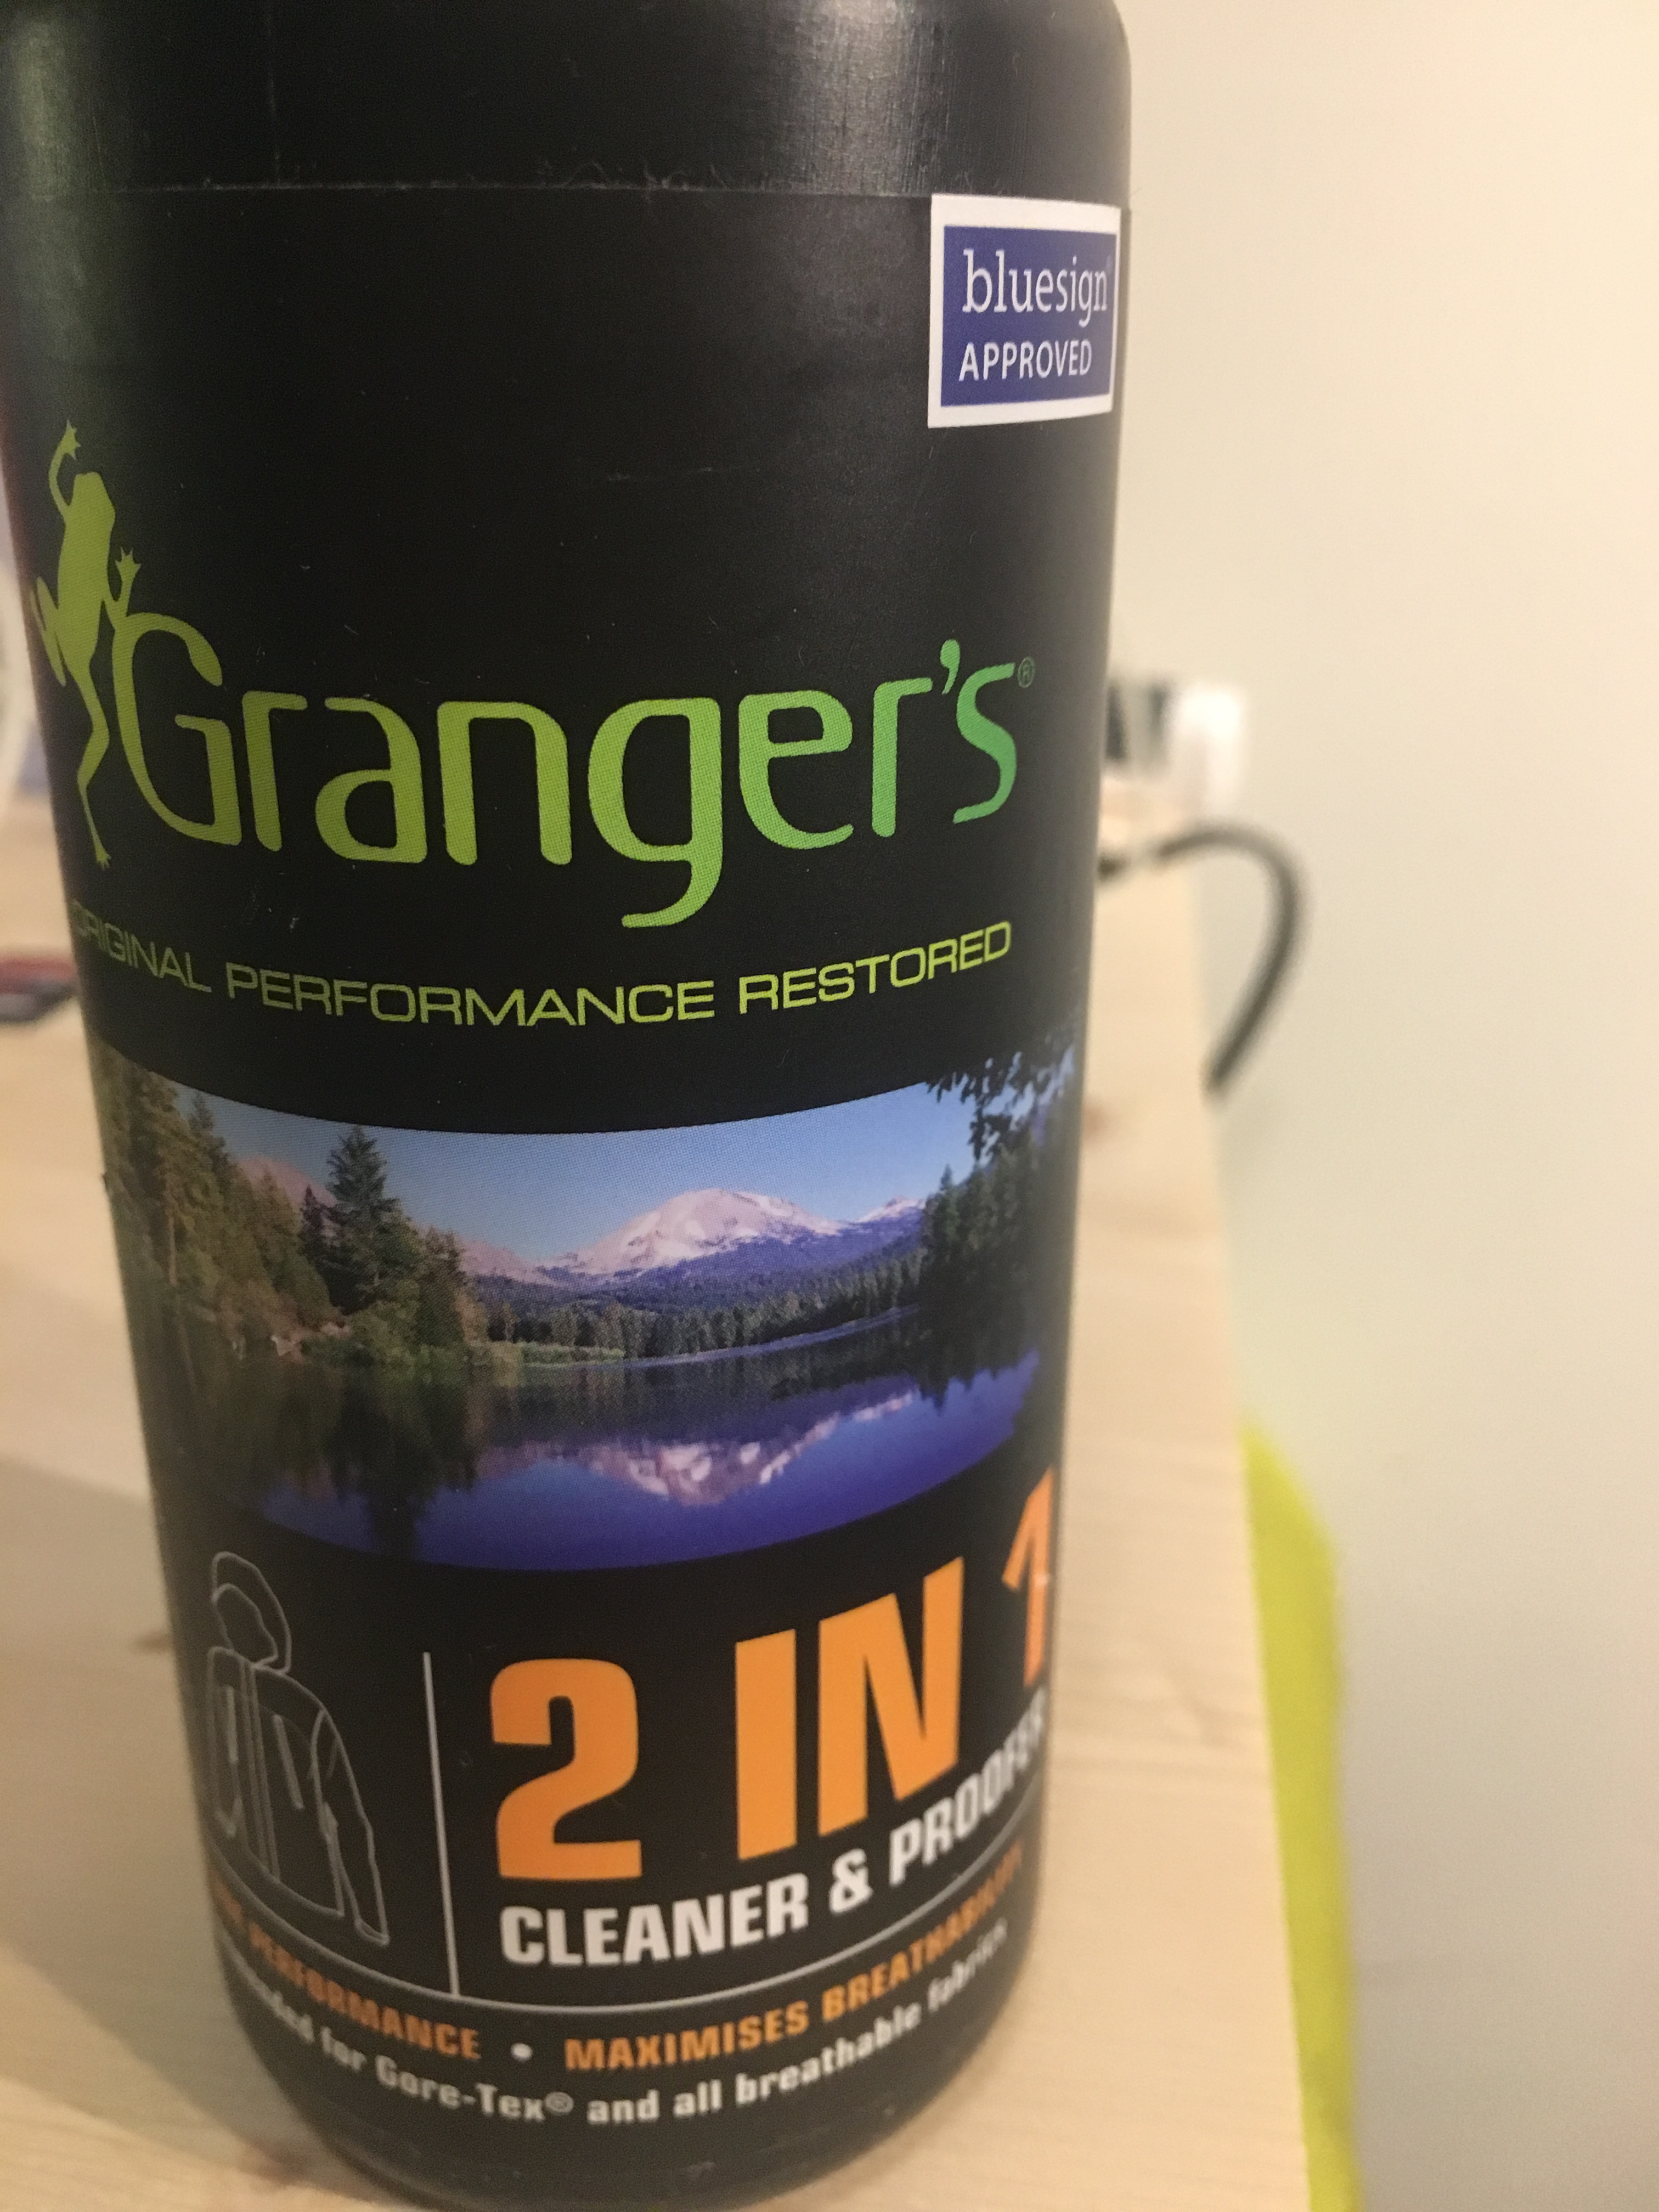 bluesign®
APPROVED
Granger's®
ORIGINAL PERFORMANCE RESTORED
2 IN 1
CLEANER & PROOFER
PERFORMANCE • MAXIMISES BREATHABILITY
for Gore-Tex® and all breathable fabrics